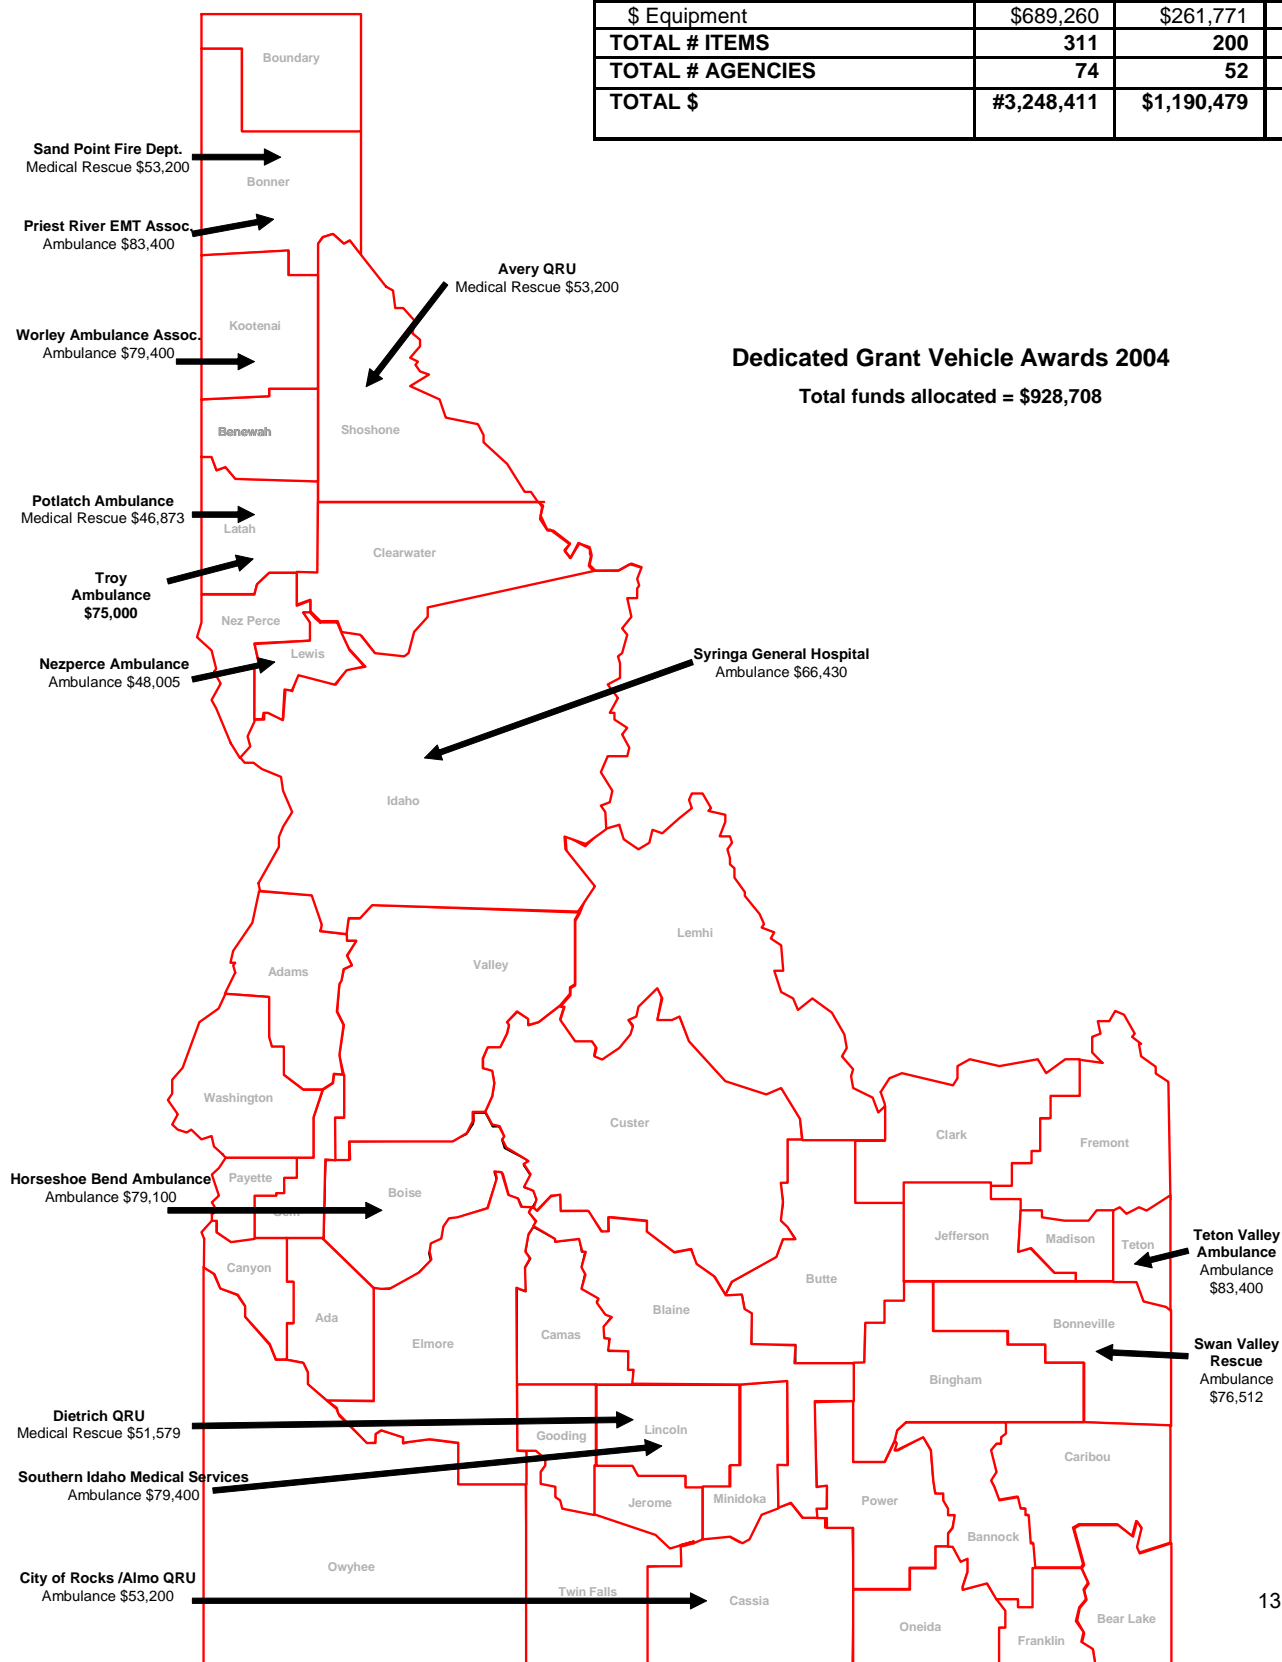 $ Equipment $689,260 $261,771
TOTAL # ITEMS 311 200
TOTAL # AGENCIES 74 52
TOTAL $ #3,248,411 $1,190,479
Boundary
Sand Point Fire Dept.
Medical Rescue $53,200
Bonner
Priest River EMT Assoc.
Ambulance $83,400
Avery QRU
Medical Rescue $53,200
Kootenai
Worley Ambulance Assoc.
Ambulance $79,400
Dedicated Grant Vehicle Awards 2004
Total funds allocated = $928,708
Benewah
Shoshone
Potlatch Ambulance
Medical Rescue $46,873
Latah
Clearwater
Troy
Ambulance
$75,000
Nez Perce
Lewis
Nezperce Ambulance
Ambulance $48,005
Syringa General Hospital
Ambulance $66,430
Idaho
Lemhi
Valley
Adams
Washington
Custer
Clark
Fremont
Horseshoe Bend Ambulance
Ambulance $79,100
Payette
Gem
Boise
Jefferson
Madison
Teton
Teton Valley
Ambulance
Ambulance
$83,400
Canyon
Butte
Ada
Blaine
Bonneville
Elmore
Camas
Swan Valley
Rescue
Ambulance
$76,512
Bingham
Dietrich QRU
Medical Rescue $51,579
Gooding
Lincoln
Caribou
Southern Idaho Medical Services
Ambulance $79,400
Jerome
Minidoka
Power
Bannock
Owyhee
City of Rocks /Almo QRU
Ambulance $53,200
Twin Falls
Cassia
Oneida
Franklin
Bear Lake
13